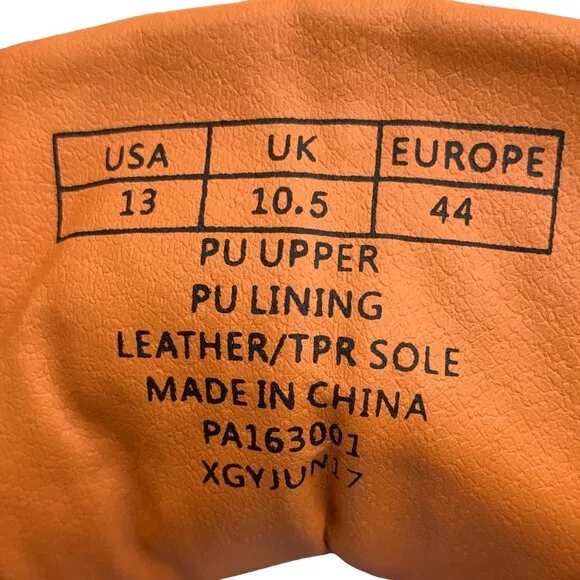 USA UK EUROPE
13 10.5 44
PU UPPER
PU LINING
LEATHER/TPR SOLE
MADE IN CHINA
PA163001
XGYJUN17